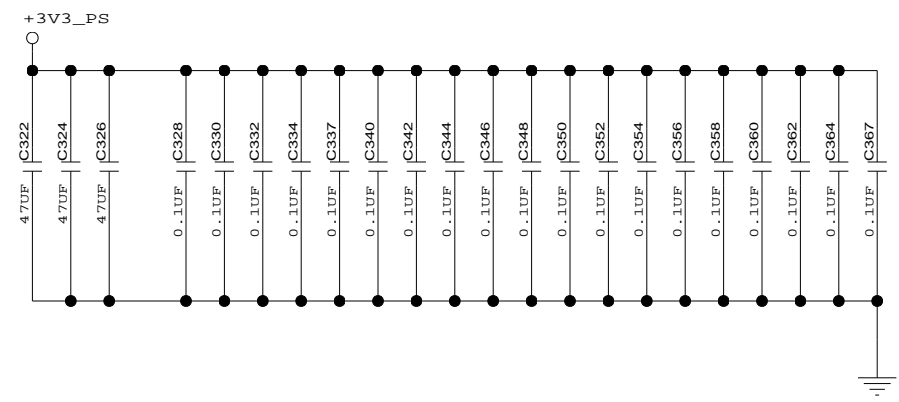 +3V3_PS
C322
47UF
C324
47UF
C326
47UF
C328
0.1UF
C330
0.1UF
C332
0.1UF
C334
0.1UF
C337
0.1UF
C340
0.1UF
C342
0.1UF
C344
0.1UF
C346
0.1UF
C348
0.1UF
C350
0.1UF
C352
0.1UF
C354
0.1UF
C356
0.1UF
C358
0.1UF
C360
0.1UF
C362
0.1UF
C364
0.1UF
C367
0.1UF